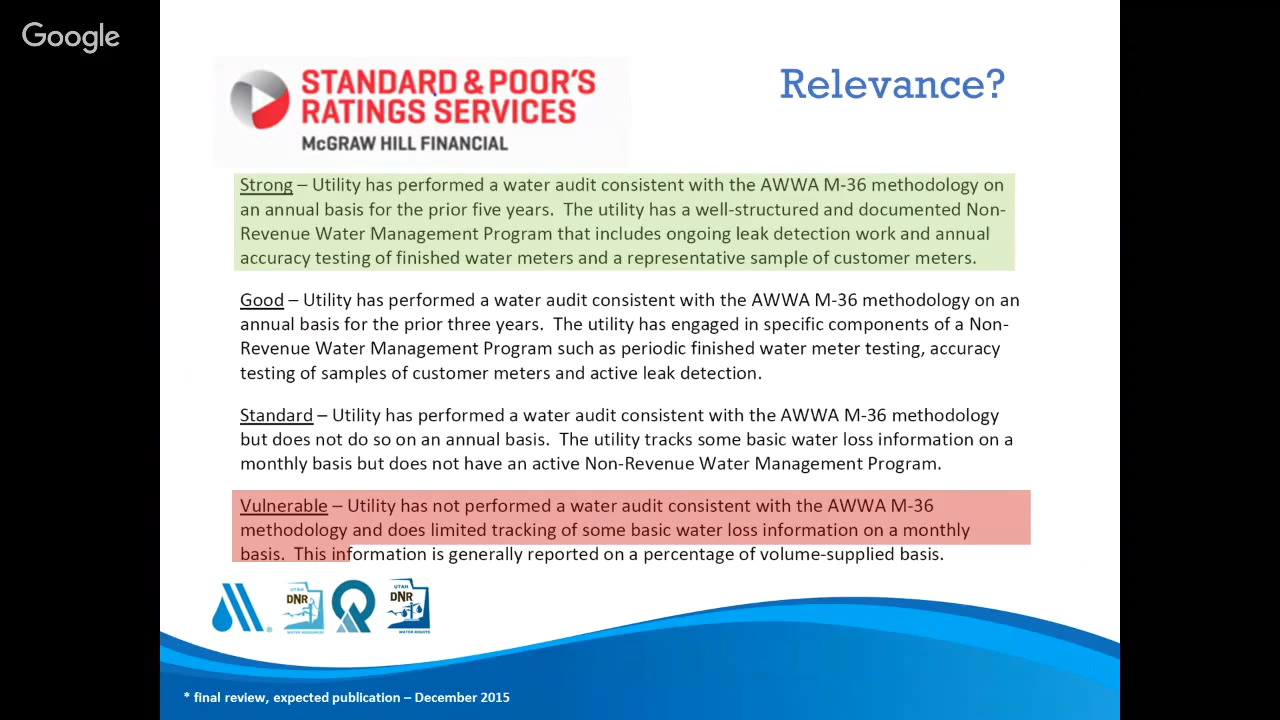 Google
STANDARD & POOR'S
RATINGS SERVICES
McGRAW HILL FINANCIAL
Relevance?
Strong – Utility has performed a water audit consistent with the AWWA M-36 methodology on
an annual basis for the prior five years.  The utility has a well-structured and documented Non-
Revenue Water Management Program that includes ongoing leak detection work and annual
accuracy testing of finished water meters and a representative sample of customer meters.
Good – Utility has performed a water audit consistent with the AWWA M-36 methodology on an
annual basis for the prior three years.  The utility has engaged in specific components of a Non-
Revenue Water Management Program such as periodic finished water meter testing, accuracy
testing of samples of customer meters and active leak detection.
Standard – Utility has performed a water audit consistent with the AWWA M-36 methodology
but does not do so on an annual basis.  The utility tracks some basic water loss information on a
monthly basis but does not have an active Non-Revenue Water Management Program.
Vulnerable – Utility has not performed a water audit consistent with the AWWA M-36
methodology and does limited tracking of some basic water loss information on a monthly
basis.  This information is generally reported on a percentage of volume-supplied basis.
UTAH
DNR
WATER RESOURCES
UTAH
DNR
WATER RIGHTS
* final review, expected publication – December 2015